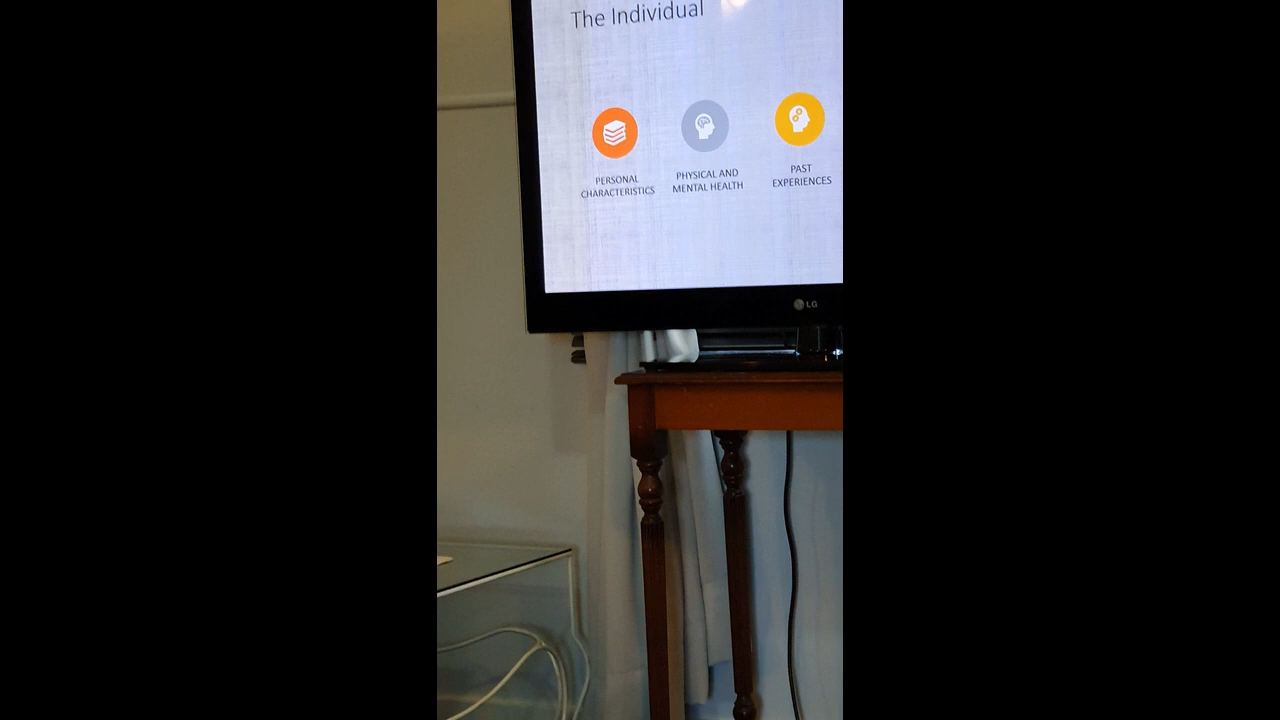 The Individual
PERSONAL
CHARACTERISTICS
PHYSICAL AND
MENTAL HEALTH
PAST
EXPERIENCES
LG